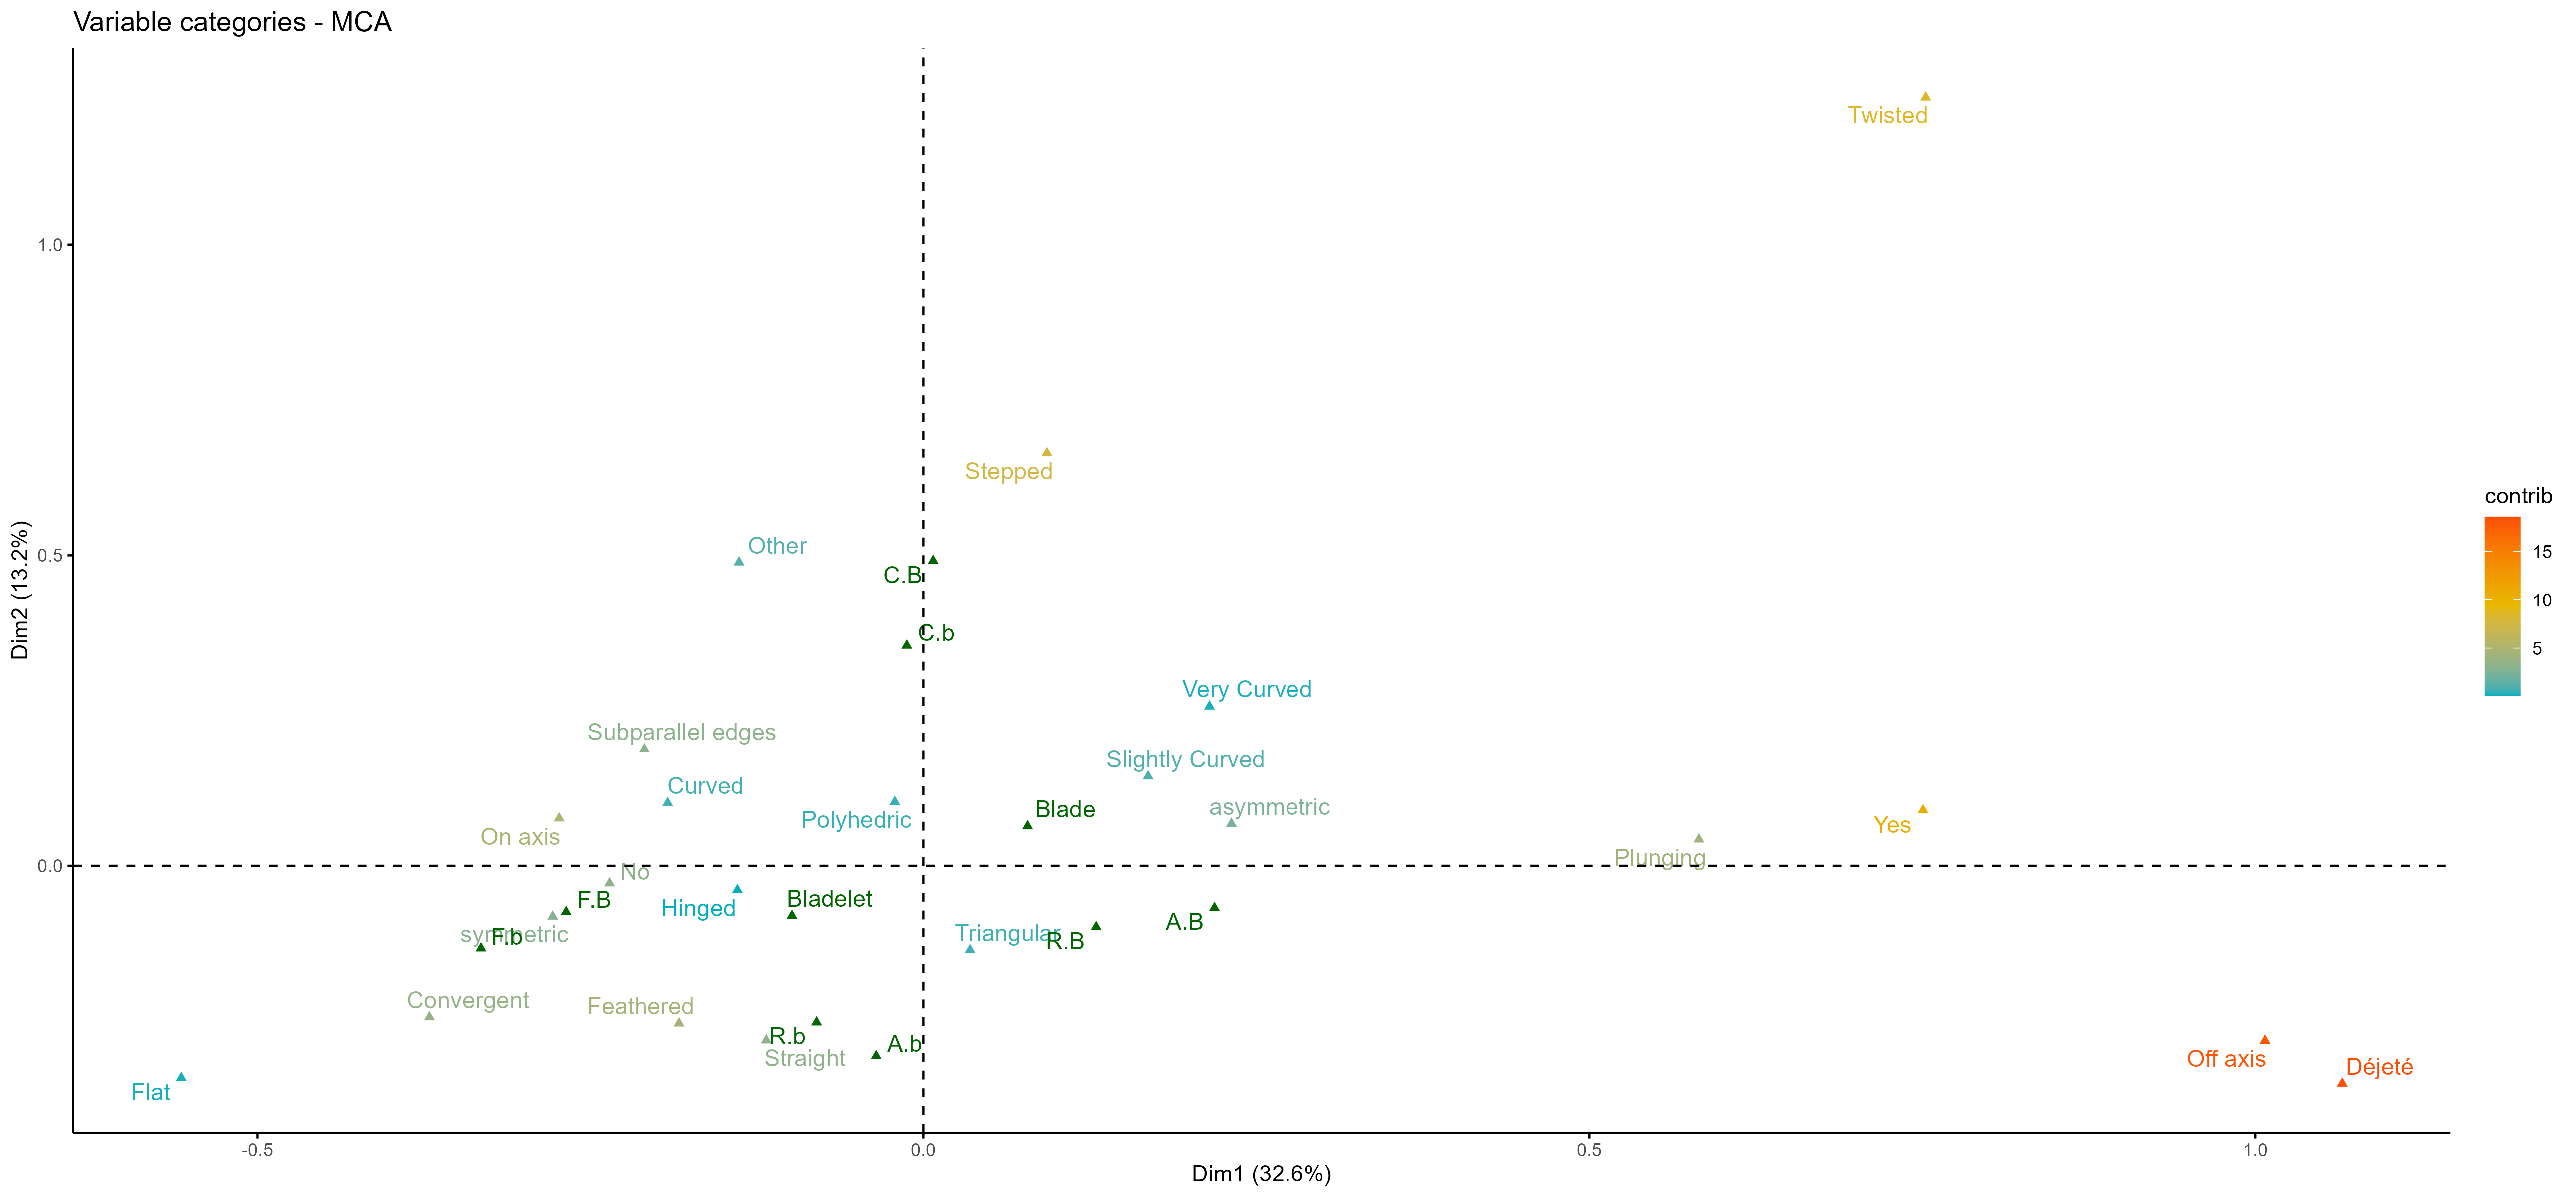 Variable categories - MCA
Twisted
1.0
Stepped
contrib
Other
15
0.5
C.B
10
Dim2 (13.2%)
C.b
5
Very Curved
Subparallel edges
Slightly Curved
Curved
asymmetric
Blade
Polyhedric
Yes
On axis
Plunging
0.0
No
F.B
Bladelet
Hinged
A.B
symmetric
F.b
Triangular
R.B
Convergent
Feathered
R.b
A.b
Straight
Off axis
Déjeté
Flat
-0.5
0.0
0.5
1.0
Dim1 (32.6%)